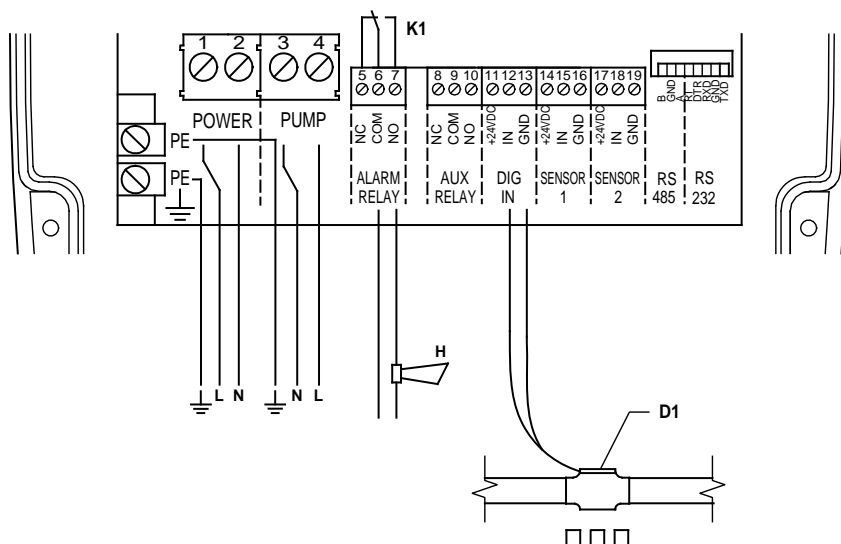 K1
1 2 3 4
5 6 7 8 9 10 11 12 13 14 15 16 17 18 19
B GND A RI DTR RXD GND TXD
NC COM NO NC COM NO +24VDC IN GND +24VDC IN GND +24VDC IN GND
POWER PUMP
PE
PE
ALARM RELAY
AUX RELAY
DIG IN
SENSOR 1
SENSOR 2
RS 485
RS 232
H
L N N L
D1